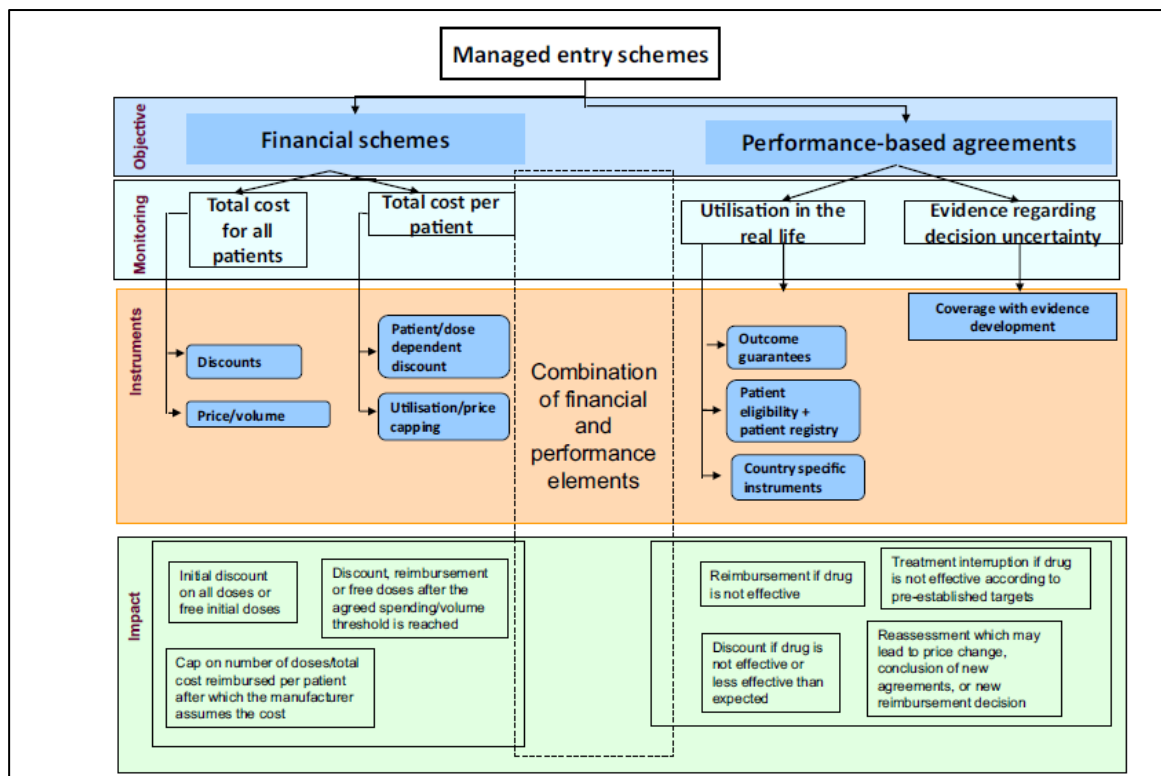 Managed entry schemes
Objective
Financial schemes
Performance-based agreements
Monitoring
Total cost
for all
patients
Total cost per
patient
Utilisation in the
real life
Evidence regarding
decision uncertainty
Instruments
Discounts
Price/volume
Patient/dose
dependent
discount
Utilisation/price
capping
Combination
of financial
and
performance
elements
Outcome
guarantees
Patient
eligibility +
patient registry
Country specific
instruments
Coverage with evidence
development
Impact
Initial discount
on all doses or
free initial doses
Discount, reimbursement
or free doses after the
agreed spending/volume
threshold is reached
Cap on number of doses/total
cost reimbursed per patient
after which the manufacturer
assumes the cost
Reimbursement if drug
is not effective
Treatment interruption if drug
is not effective according to
pre-established targets
Discount if drug is
not effective or
less effective than
expected
Reassessment which may
lead to price change,
conclusion of new
agreements, or new
reimbursement decision